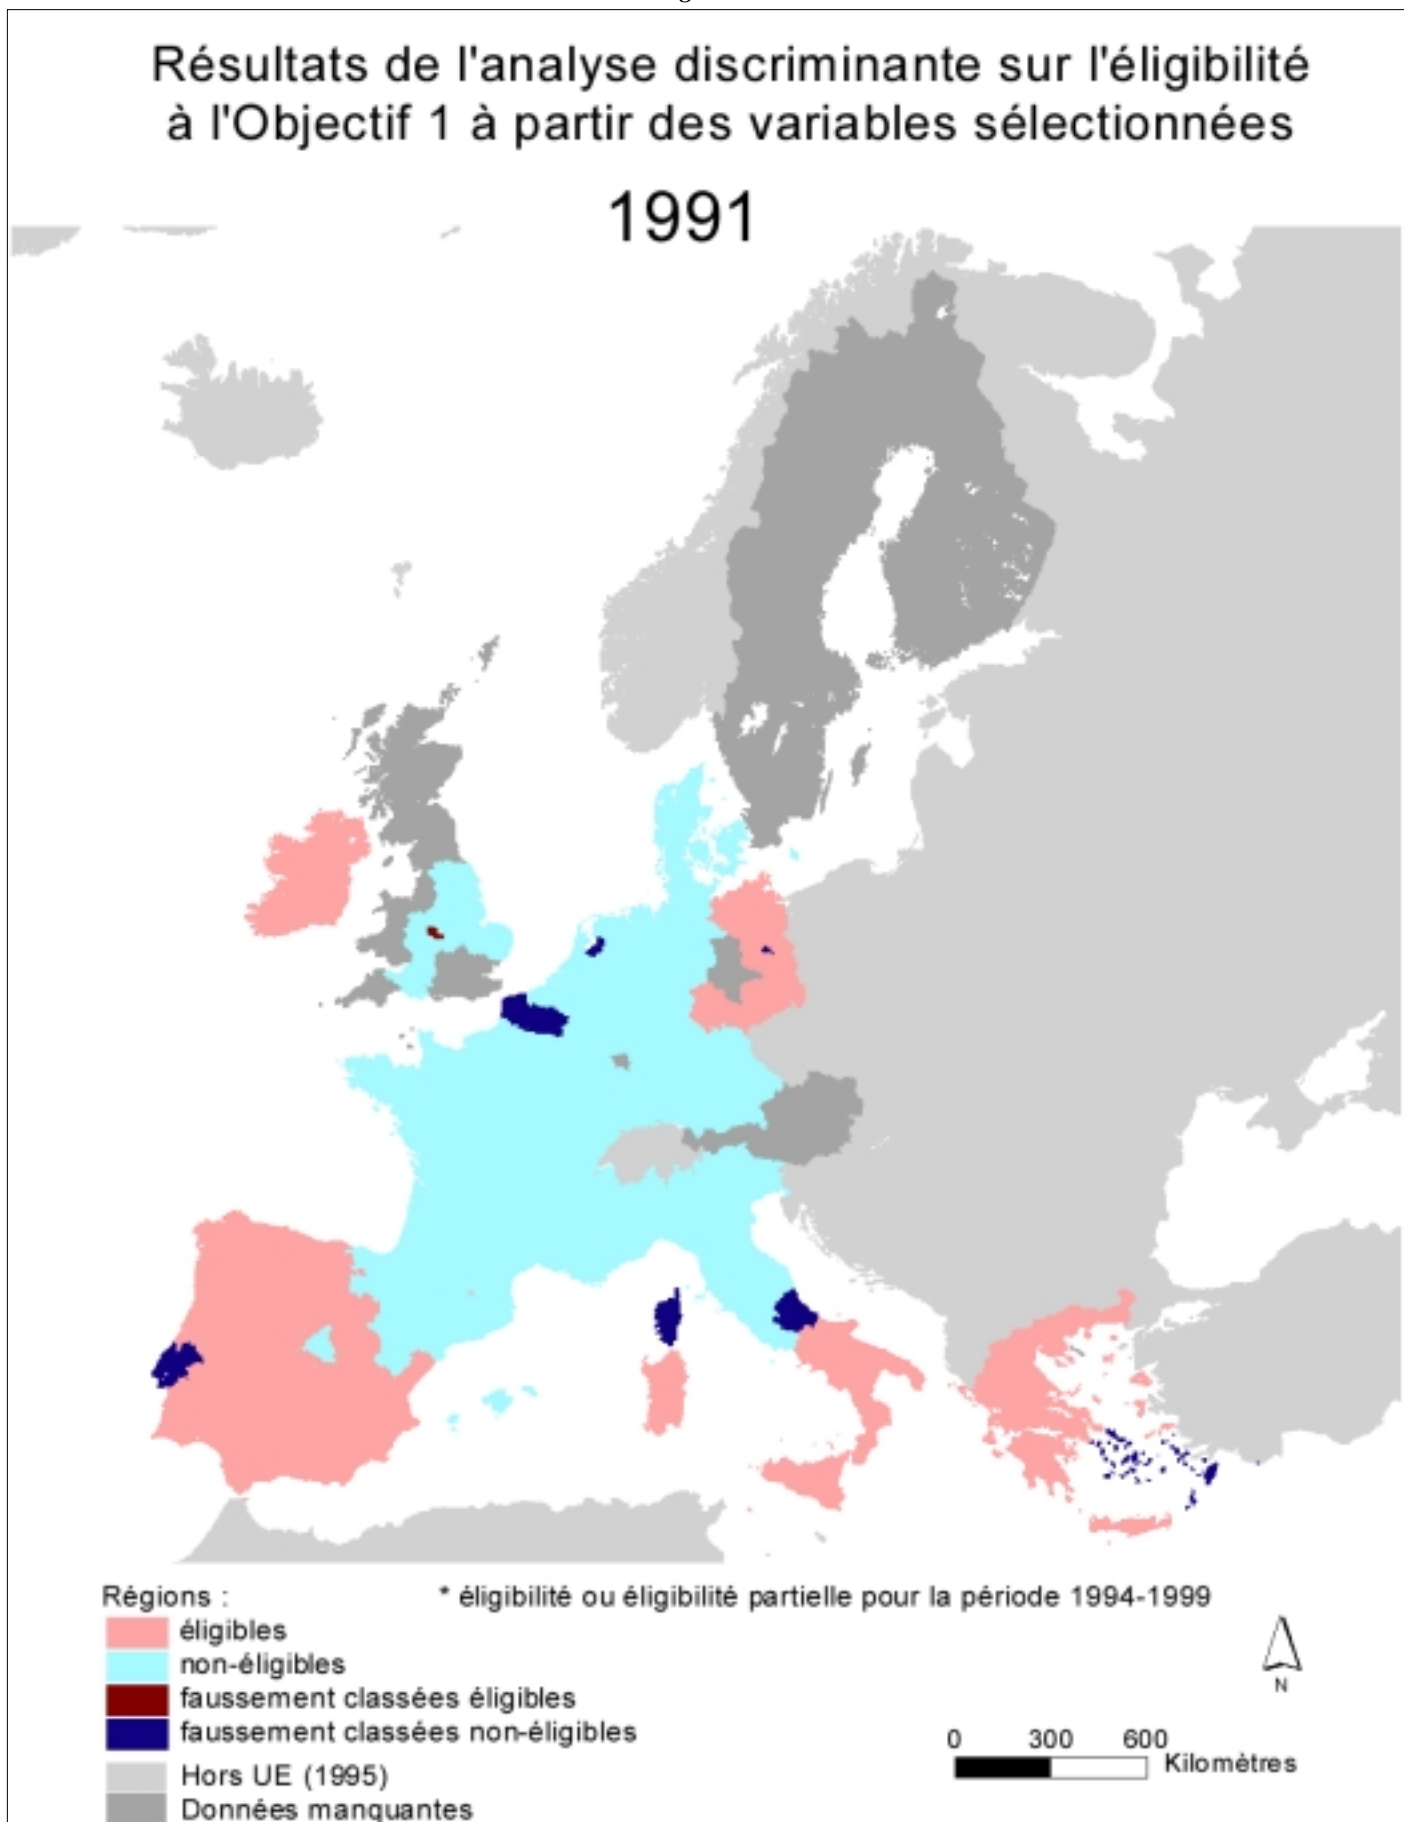 Résultats de l'analyse discriminante sur l'éligibilité
à l'Objectif 1 à partir des variables sélectionnées
1991
Régions :
* éligibilité ou éligibilité partielle pour la période 1994-1999
éligibles
non-éligibles
faussement classées éligibles
faussement classées non-éligibles
Hors UE (1995)
Données manquantes
N
0 300 600
Kilomètres